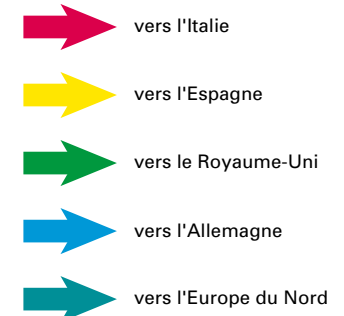 vers l'Italie
vers l'Espagne
vers le Royaume-Uni
vers l'Allemagne
vers l'Europe du Nord